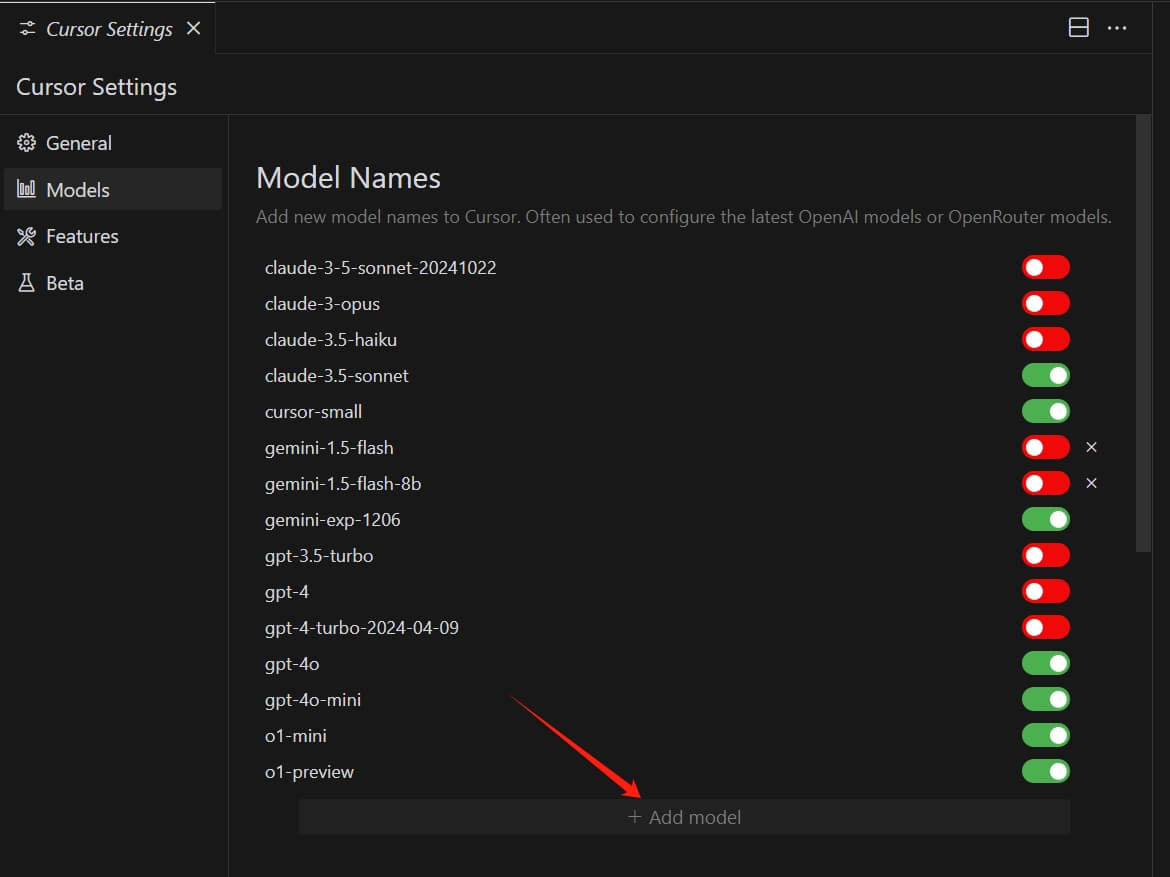 Cursor Settings
Cursor Settings
General
Models
Features
Beta
Model Names
Add new model names to Cursor. Often used to configure the latest OpenAI models or OpenRouter models.
claude-3-5-sonnet-20241022
claude-3-opus
claude-3.5-haiku
claude-3.5-sonnet
cursor-small
gemini-1.5-flash
gemini-1.5-flash-8b
gemini-exp-1206
gpt-3.5-turbo
gpt-4
gpt-4-turbo-2024-04-09
gpt-4o
gpt-4o-mini
o1-mini
o1-preview
+ Add model